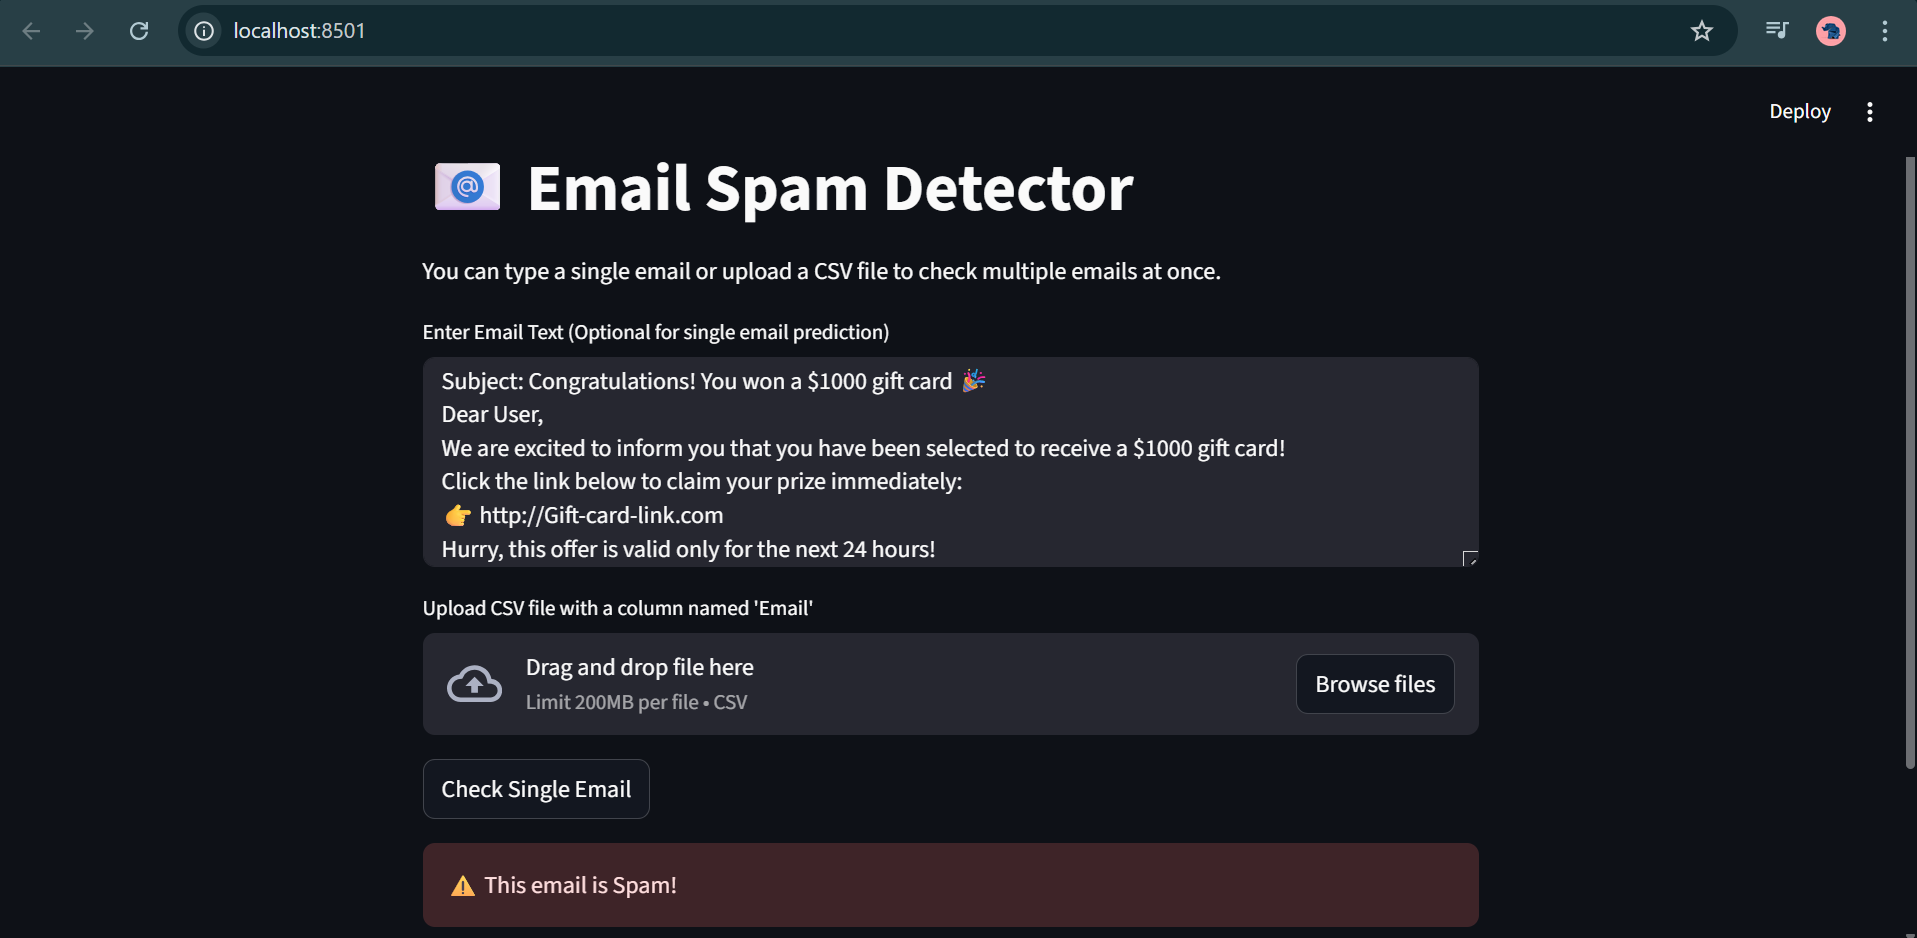 localhost:8501
Deploy
Email Spam Detector
You can type a single email or upload a CSV file to check multiple emails at once.
Enter Email Text (Optional for single email prediction)
Subject: Congratulations! You won a $1000 gift card 🎉
Dear User,
We are excited to inform you that you have been selected to receive a $1000 gift card!
Click the link below to claim your prize immediately:
👉 http://Gift-card-link.com
Hurry, this offer is valid only for the next 24 hours!
Upload CSV file with a column named 'Email'
Drag and drop file here
Limit 200MB per file • CSV
Browse files
Check Single Email
⚠️ This email is Spam!